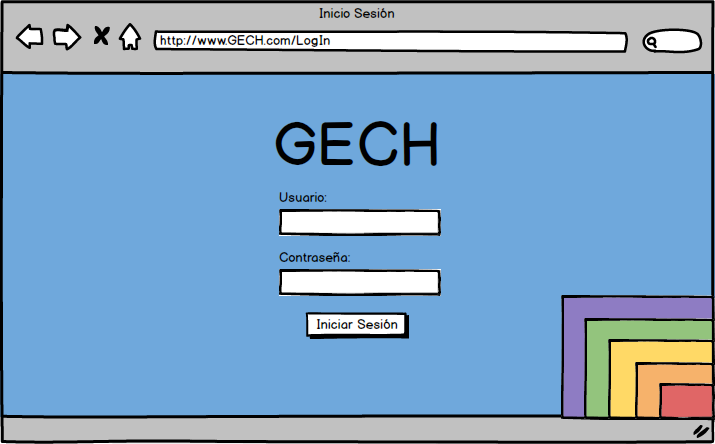 Inicio Sesión
http://www.GECH.com/LogIn
GECH
Usuario:
Contraseña:
Iniciar Sesión